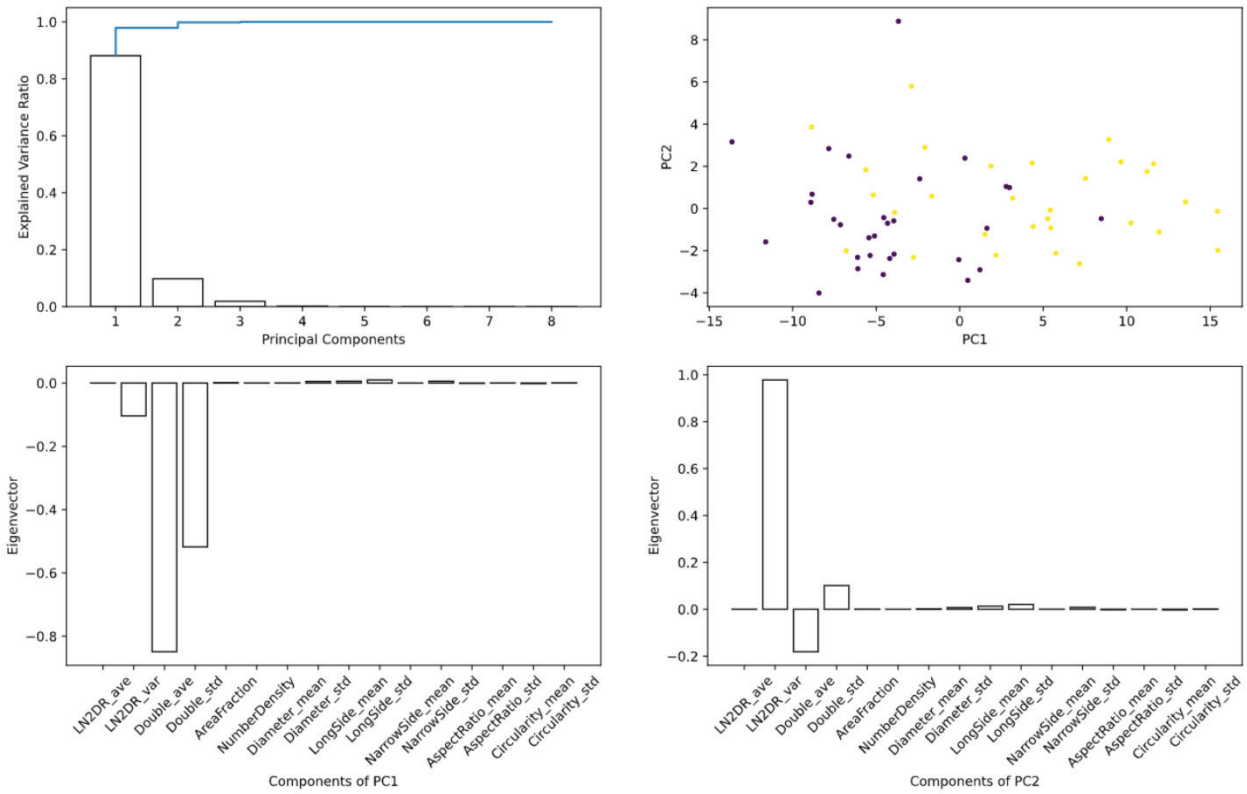 1.0
0.8
0.6
0.4
0.2
0.0
Explained Variance Ratio
1 2 3 4 5 6 7 8
Principal Components
8
6
4
2
0
−2
−4
PC2
−15 −10 −5 0 5 10 15
PC1
0.0
−0.2
−0.4
−0.6
−0.8
Eigenvector
LN2DR_ave
LN2DR_var
Double_ave
Double_std
AreaFraction
NumberDensity
Diameter_mean
Diameter_std
LongSide_mean
LongSide_std
NarrowSide_mean
NarrowSide_std
AspectRatio_mean
AspectRatio_std
Circularity_mean
Circularity_std
Components of PC1
1.0
0.8
0.6
0.4
0.2
0.0
−0.2
Eigenvector
LN2DR_ave
LN2DR_var
Double_ave
Double_std
AreaFraction
NumberDensity
Diameter_mean
Diameter_std
LongSide_mean
LongSide_std
NarrowSide_mean
NarrowSide_std
AspectRatio_mean
AspectRatio_std
Circularity_mean
Circularity_std
Components of PC2